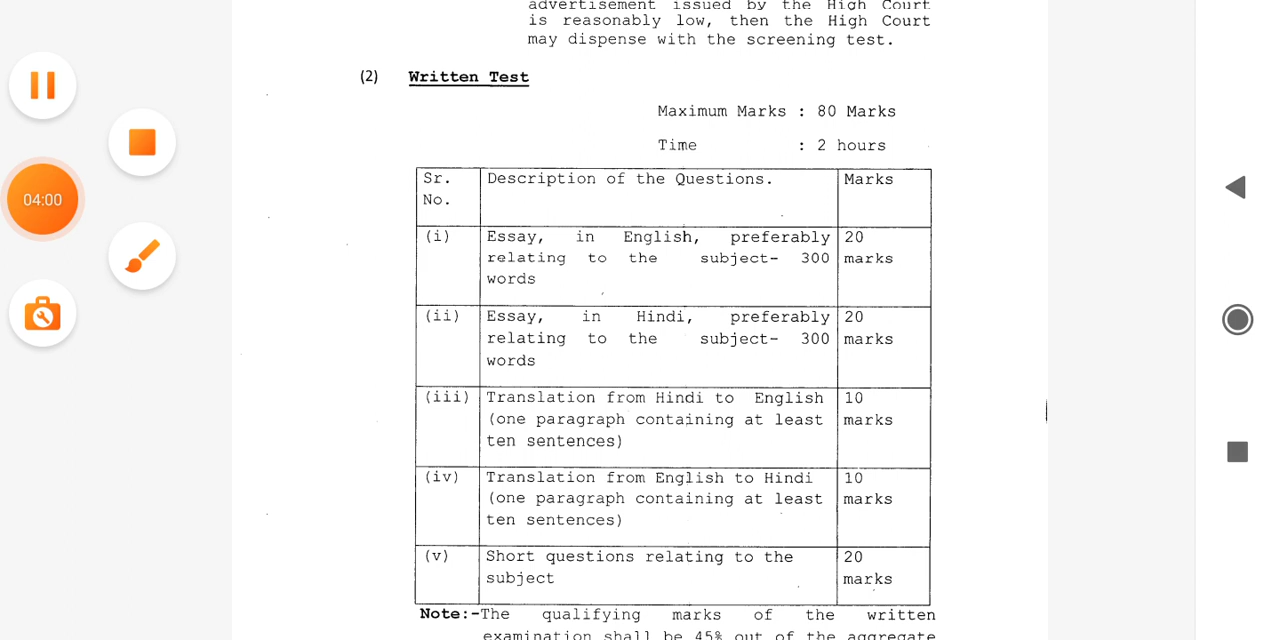 advertisement issued by the High Court
is reasonably low, then the High Court
may dispense with the screening test.
(2) Written Test
Maximum Marks : 80 Marks
Time : 2 hours
Sr. No.
Description of the Questions.
Marks
(i)
Essay, in English, preferably
relating to the subject- 300
words
20
marks
(ii)
Essay, in Hindi, preferably
relating to the subject- 300
words
20
marks
(iii)
Translation from Hindi to English
(one paragraph containing at least
ten sentences)
10
marks
(iv)
Translation from English to Hindi
(one paragraph containing at least
ten sentences)
10
marks
(v)
Short questions relating to the
subject
20
marks
Note:-The qualifying marks of the written
examination shall be 45% out of the aggregate
04:00